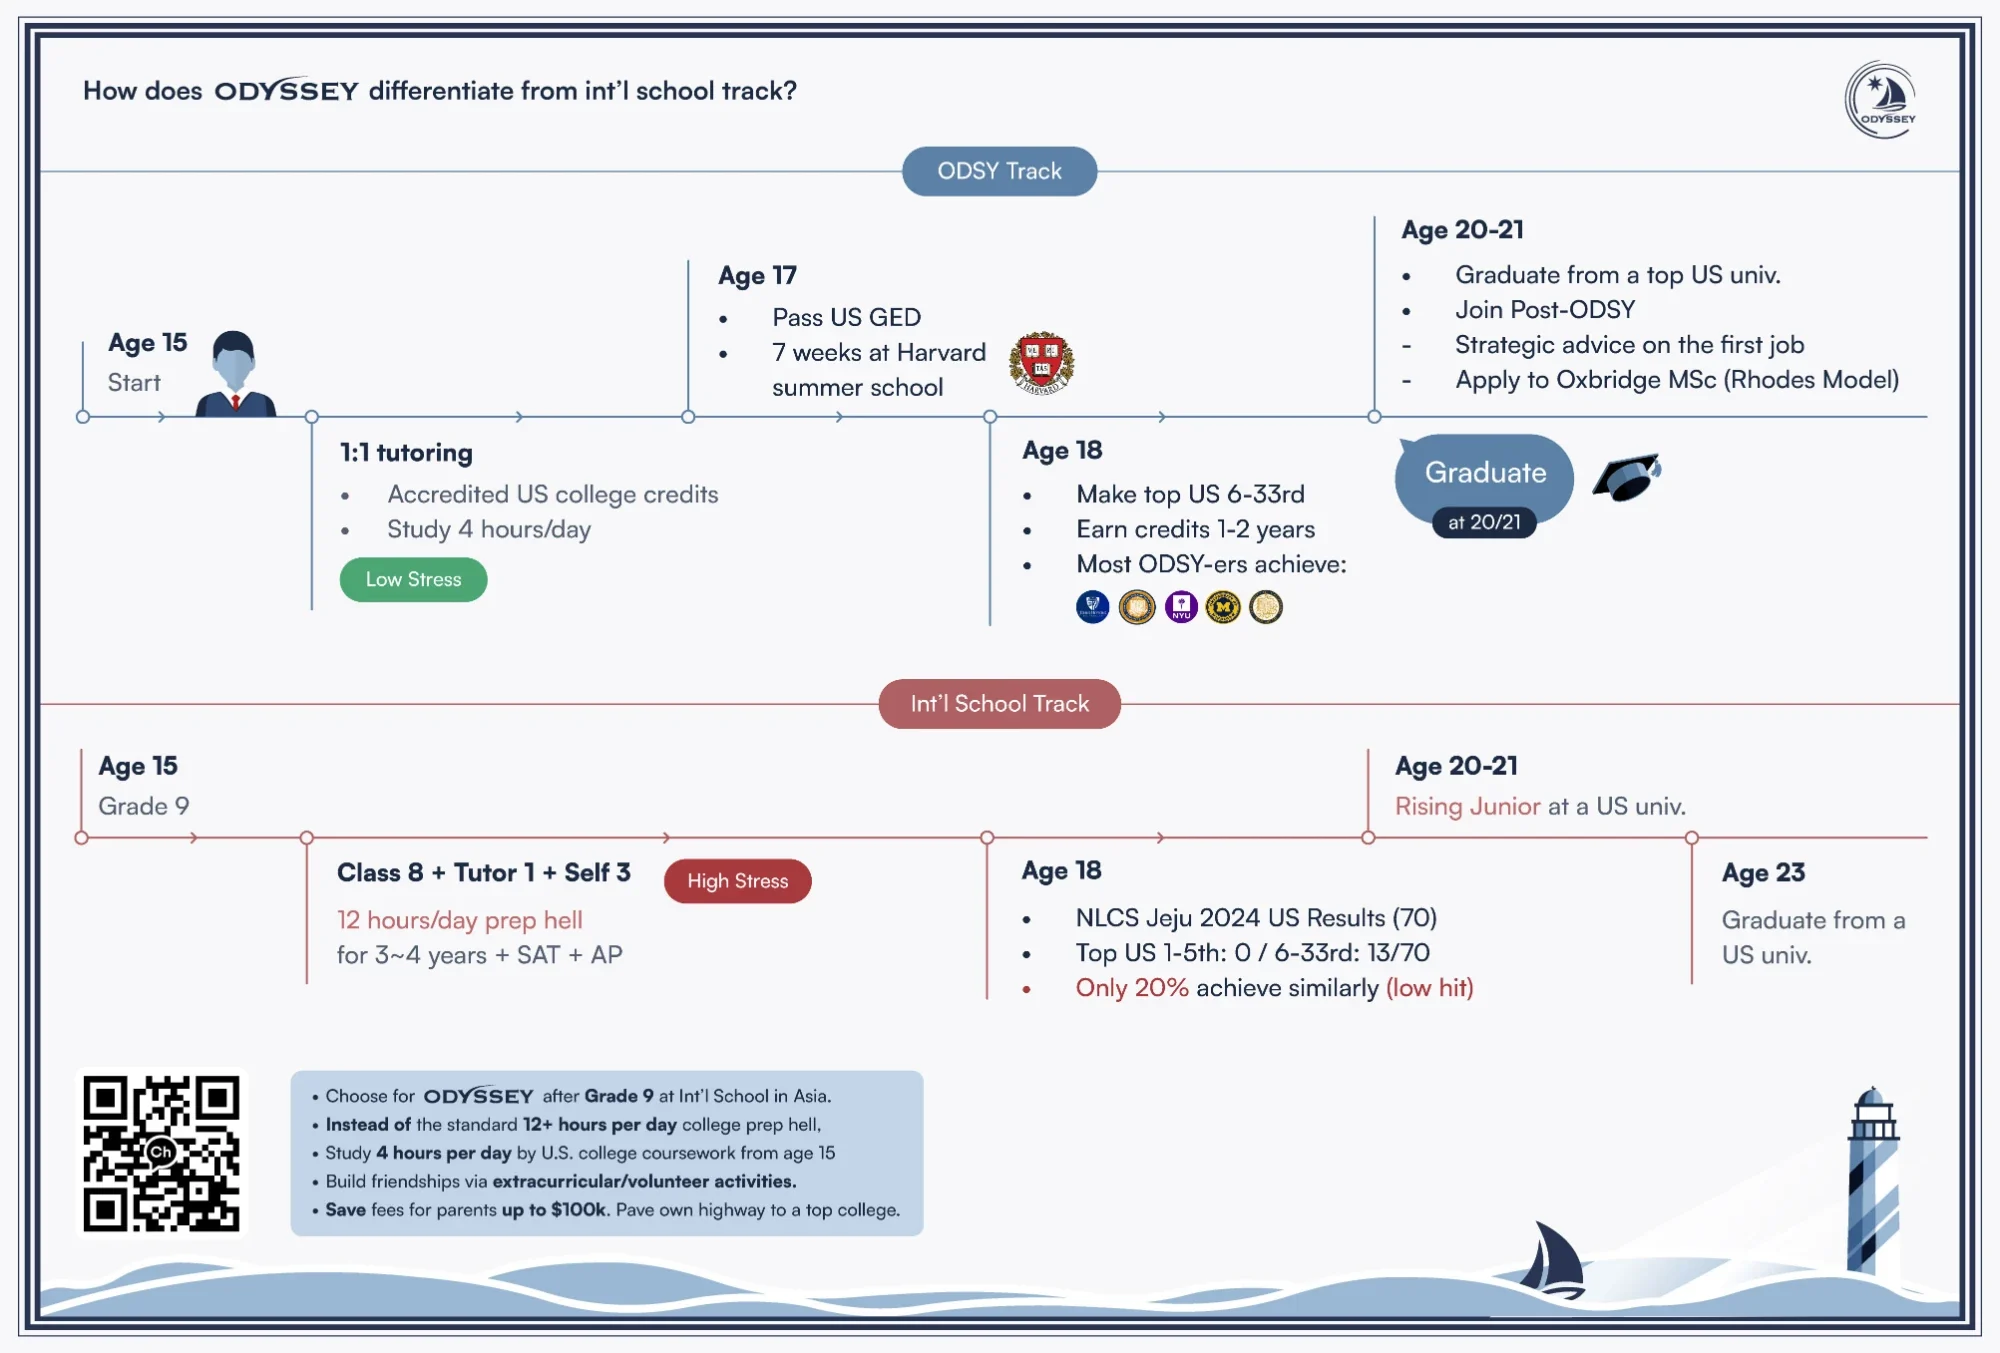 How does ODYSSEY differentiate from int'l school track?
ODYSSEY
ODSY Track
Age 15
Start
1:1 tutoring
• Accredited US college credits
• Study 4 hours/day
Low Stress
Age 17
• Pass US GED
• 7 weeks at Harvard
summer school
VE RI
TAS
HARVARD
Age 18
• Make top US 6-33rd
• Earn credits 1-2 years
• Most ODSY-ers achieve:
NYU
M
Age 20-21
• Graduate from a top US univ.
• Join Post-ODSY
- Strategic advice on the first job
- Apply to Oxbridge MSc (Rhodes Model)
Graduate
at 20/21
Int'l School Track
Age 15
Grade 9
Class 8 + Tutor 1 + Self 3
High Stress
12 hours/day prep hell
for 3~4 years + SAT + AP
Age 18
• NLCS Jeju 2024 US Results (70)
• Top US 1-5th: 0 / 6-33rd: 13/70
• Only 20% achieve similarly (low hit)
Age 20-21
Rising Junior at a US univ.
Age 23
Graduate from a
US univ.
Ch
• Choose for ODYSSEY after Grade 9 at Int'l School in Asia.
• Instead of the standard 12+ hours per day college prep hell,
• Study 4 hours per day by U.S. college coursework from age 15
• Build friendships via extracurricular/volunteer activities.
• Save fees for parents up to $100k. Pave own highway to a top college.